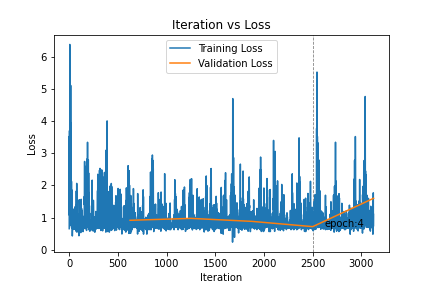 Iteration vs Loss
Training Loss
Validation Loss
6
5
4
3
2
1
0
Loss
epoch:4
0
500
1000
1500
2000
2500
3000
Iteration